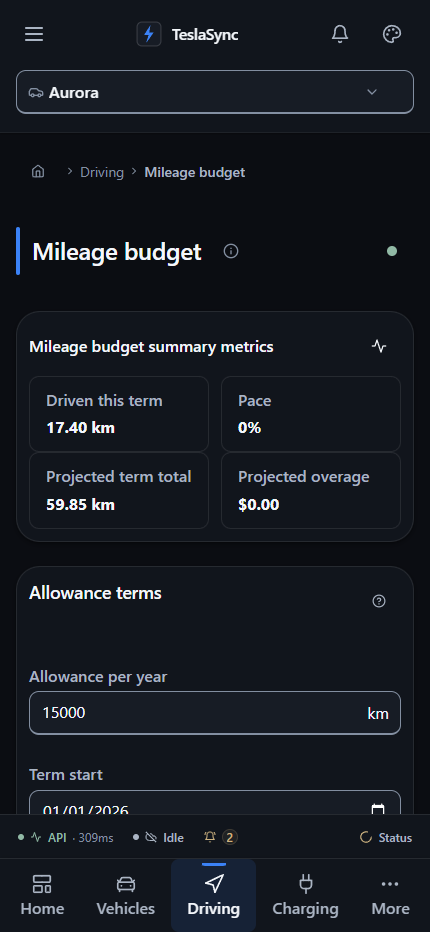 TeslaSync
Aurora
Driving
Mileage budget
Mileage budget
Mileage budget summary metrics
Driven this term
17.40 km
Pace
0%
Projected term total
59.85 km
Projected overage
$0.00
Allowance terms
Allowance per year
15000 km
Term start
01/01/2026
API · 309ms
Idle
2
Status
Home
Vehicles
Driving
Charging
More